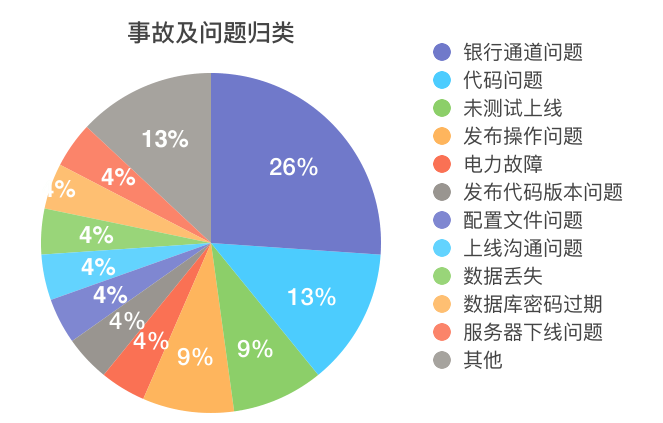 事故及问题归类
26%
13%
9%
9%
4%
4%
4%
4%
4%
4%
4%
13%
银行通道问题
代码问题
未测试上线
发布操作问题
电力故障
发布代码版本问题
配置文件问题
上线沟通问题
数据丢失
数据库密码过期
服务器下线问题
其他